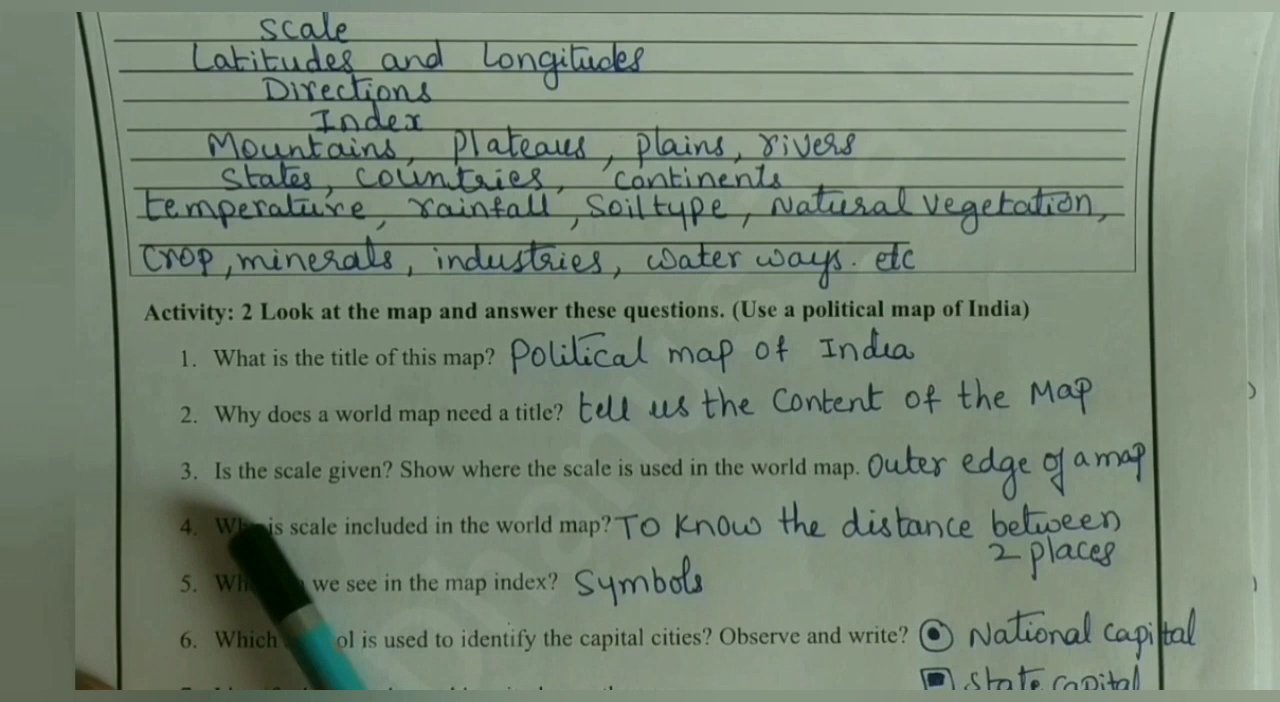 Scale
Latitudes and Longitudes
Directions
Index
Mountains, Plateaus, plains, rivers
States, countries, continents
temperature, rainfall, Soil type, Natural vegetation,
Crop, minerals, industries, water ways. etc
Activity: 2 Look at the map and answer these questions. (Use a political map of India)
1. What is the title of this map? Political map of India
2. Why does a world map need a title? tell us the Content of the Map
3. Is the scale given? Show where the scale is used in the world map. Outer edge of a map
4. is scale included in the world map? To know the distance between
2 places
5. we see in the map index? Symbols
6. Which ol is used to identify the capital cities? Observe and write? National capital
State capital